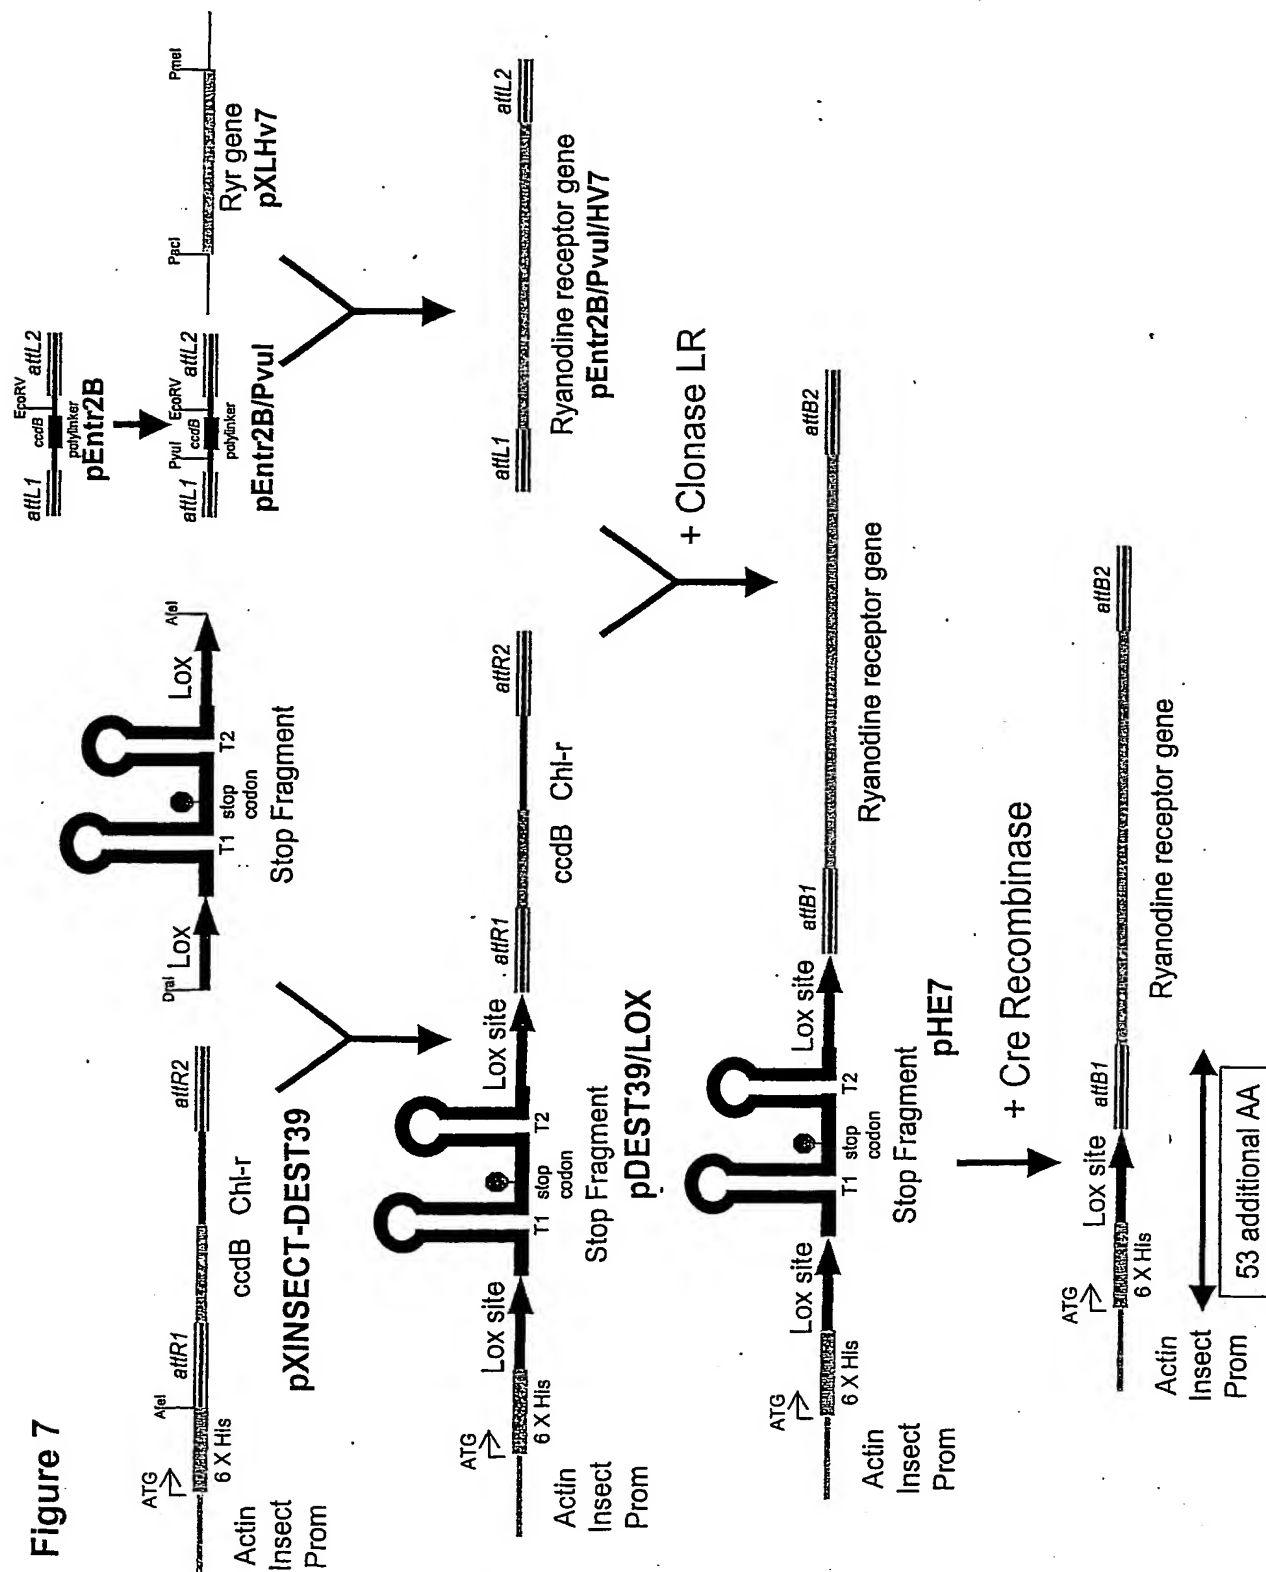 Figure 7
ATG
AfeI
attR1
attR2
6 X His
ccdB Chl-r
Actin
Insect
Prom
pXINSECT-DEST39
DraI
Lox
T1
stop
codon
T2
Lox
AfeI
Stop Fragment
attL1
ccdB
EcoRV
attL2
polylinker
pEntr2B
attL1
PvuI
ccdB
EcoRV
attL2
polylinker
pEntr2B/PvuI
PacI
PmeI
Ryr gene
pXLHv7
ATG
6 X His
Lox site
T1
stop
codon
T2
Lox site
attR1
attR2
ccdB Chl-r
Actin
Insect
Prom
Stop Fragment
pDEST39/LOX
attL1
attL2
Ryanodine receptor gene
pEntr2B/PvuI/HV7
+ Clonase LR
ATG
6 X His
Lox site
T1
stop
codon
T2
Lox site
attB1
attB2
Actin
Insect
Prom
Stop Fragment
Ryanodine receptor gene
pHE7
+ Cre Recombinase
ATG
6 X His
Lox site
attB1
attB2
Actin
Insect
Prom
Ryanodine receptor gene
53 additional AA